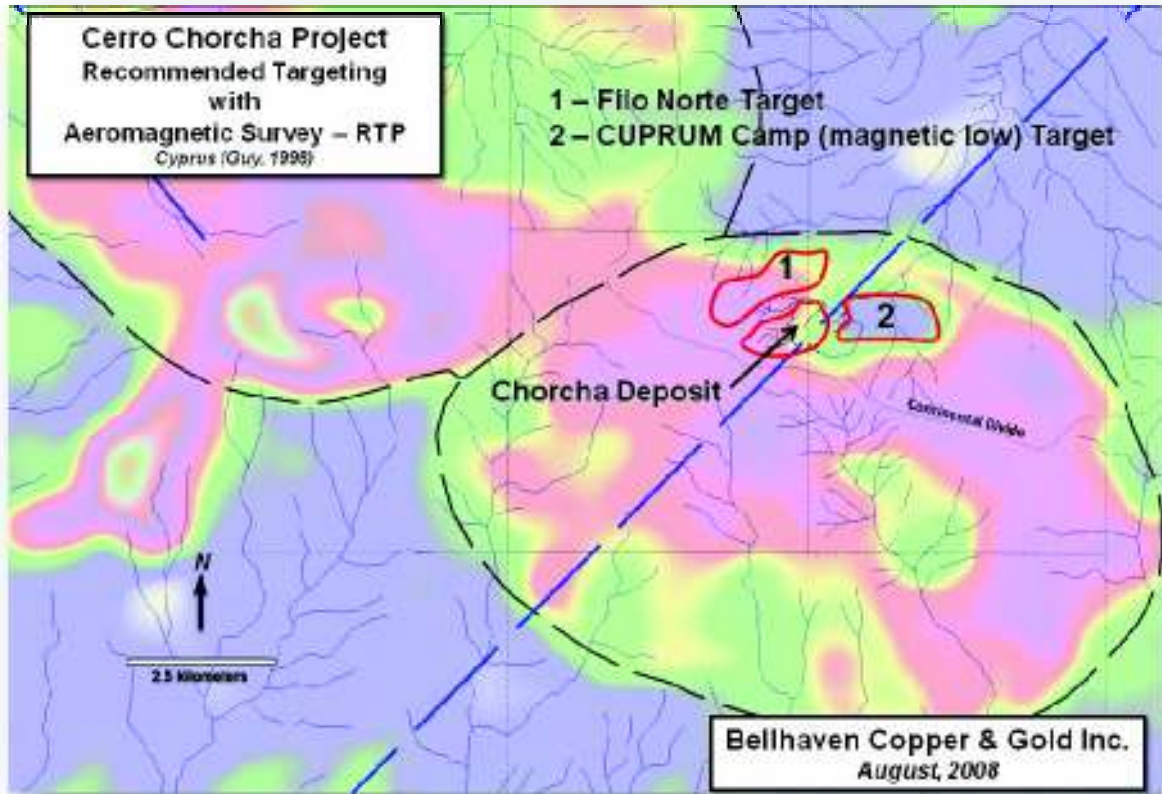 Cerro Chorcha Project
Recommended Targeting
with
Aeromagnetic Survey – RTP
Cyprus (Guy, 1998)
1 – Filo Norte Target
2 – CUPRUM Camp (magnetic low) Target
1
2
Chorcha Deposit
Continental Divide
N
2.5 kilometers
Bellhaven Copper & Gold Inc.
August, 2008